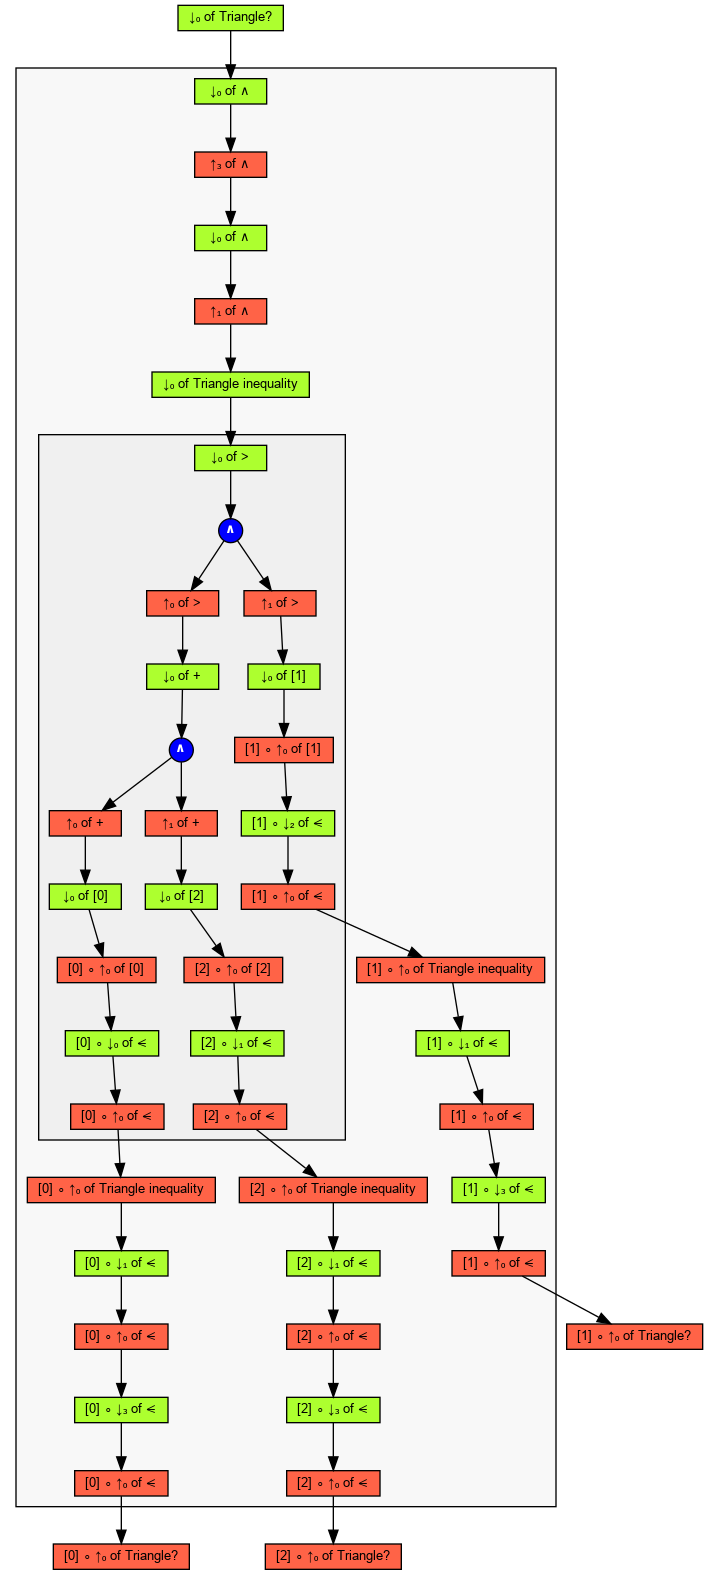 ↓₀ of Triangle?
↓₀ of ∧
↑₃ of ∧
↓₀ of ∧
↑₁ of ∧
↓₀ of Triangle inequality
↓₀ of >
∧
↑₀ of >
↑₁ of >
↓₀ of +
↓₀ of [1]
∧
[1] ∘ ↑₀ of [1]
↑₀ of +
↑₁ of +
[1] ∘ ↓₂ of ⋲
↓₀ of [0]
↓₀ of [2]
[1] ∘ ↑₀ of ⋲
[0] ∘ ↑₀ of [0]
[2] ∘ ↑₀ of [2]
[1] ∘ ↑₀ of Triangle inequality
[0] ∘ ↓₀ of ⋲
[2] ∘ ↓₁ of ⋲
[1] ∘ ↓₁ of ⋲
[0] ∘ ↑₀ of ⋲
[2] ∘ ↑₀ of ⋲
[1] ∘ ↑₀ of ⋲
[0] ∘ ↑₀ of Triangle inequality
[2] ∘ ↑₀ of Triangle inequality
[1] ∘ ↓₃ of ⋲
[0] ∘ ↓₁ of ⋲
[2] ∘ ↓₁ of ⋲
[1] ∘ ↑₀ of ⋲
[0] ∘ ↑₀ of ⋲
[2] ∘ ↑₀ of ⋲
[1] ∘ ↑₀ of Triangle?
[0] ∘ ↓₃ of ⋲
[2] ∘ ↓₃ of ⋲
[0] ∘ ↑₀ of ⋲
[2] ∘ ↑₀ of ⋲
[0] ∘ ↑₀ of Triangle?
[2] ∘ ↑₀ of Triangle?